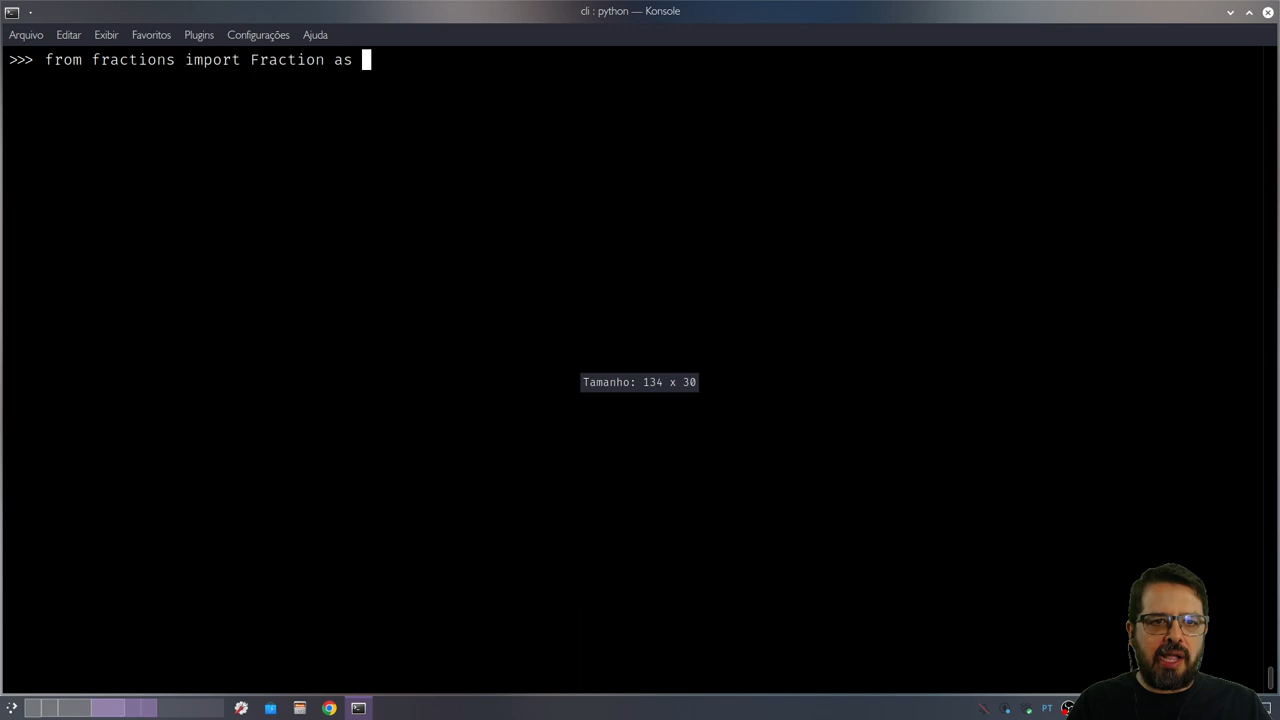 cli : python — Konsole
Arquivo Editar Exibir Favoritos Plugins Configurações Ajuda
>>> from fractions import Fraction as
Tamanho: 134 x 30
PT